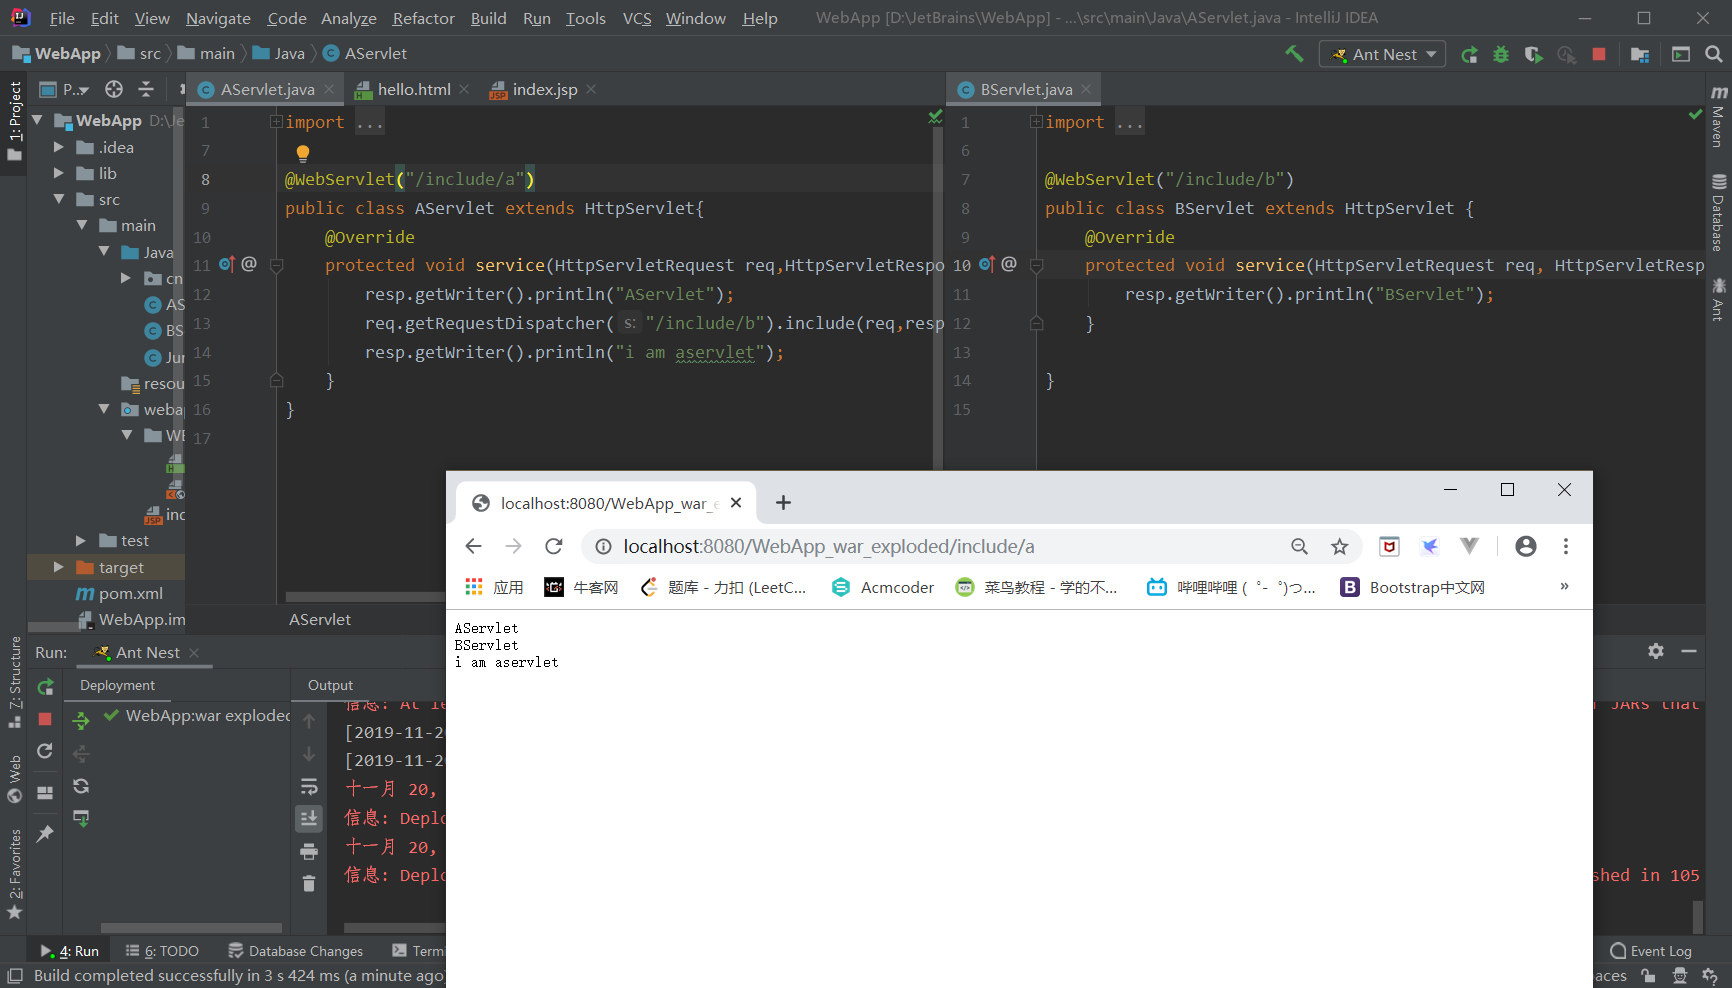 File Edit View Navigate Code Analyze Refactor Build Run Tools VCS Window Help WebApp [D:\JetBrains\WebApp] - ...\src\main\Java\AServlet.java - IntelliJ IDEA
WebApp src main Java AServlet Ant Nest
1: Project
P... AServlet.java hello.html index.jsp BServlet.java
WebApp D:\Je
.idea
lib
src
main
Java
cn
AS
BS
Jur
resou
webap
WE
inc
test
target
pom.xml
WebApp.im
1 import ...
7
8 @WebServlet("/include/a")
9 public class AServlet extends HttpServlet{
10 @Override
11 protected void service(HttpServletRequest req,HttpServletRespo
12 resp.getWriter().println("AServlet");
13 req.getRequestDispatcher( s: "/include/b").include(req,resp
14 resp.getWriter().println("i am aservlet");
15 }
16 }
17
AServlet
1 import ...
6
7 @WebServlet("/include/b")
8 public class BServlet extends HttpServlet {
9 @Override
10 protected void service(HttpServletRequest req, HttpServletResp
11 resp.getWriter().println("BServlet");
12 }
13
14 }
15
Maven
Database
Ant
localhost:8080/WebApp_war_e
localhost:8080/WebApp_war_exploded/include/a
应用 牛客网 题库 - 力扣 (LeetC... Acmcoder 菜鸟教程 - 学的不... 哔哩哔哩 ( ゜- ゜)つ... Bootstrap中文网 »
AServlet
BServlet
i am aservlet
7: Structure
Web
2: Favorites
Run: Ant Nest
Deployment Output
WebApp:war exploded
信息: At le
r JARs that
[2019-11-20
[2019-11-20
十一月 20,
信息: Deplo
十一月 20,
信息: Deplo
shed in 105
4: Run 6: TODO Database Changes Termi Event Log
Build completed successfully in 3 s 424 ms (a minute ago) aces